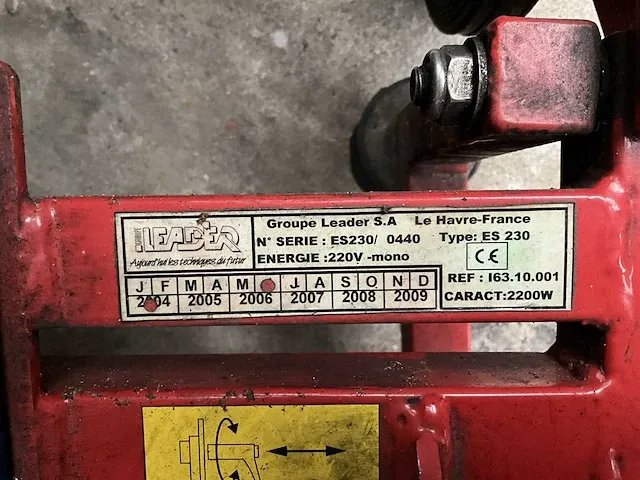 LEADER
Aujourd'hui les techniques du futur
Groupe Leader S.A Le Havre-France
N° SERIE : ES230/ 0440 Type: ES 230
ENERGIE :220V -mono
CE
REF : I63.10.001
CARACT:2200W
J F M A M J A S O N D
2004 2005 2006 2007 2008 2009